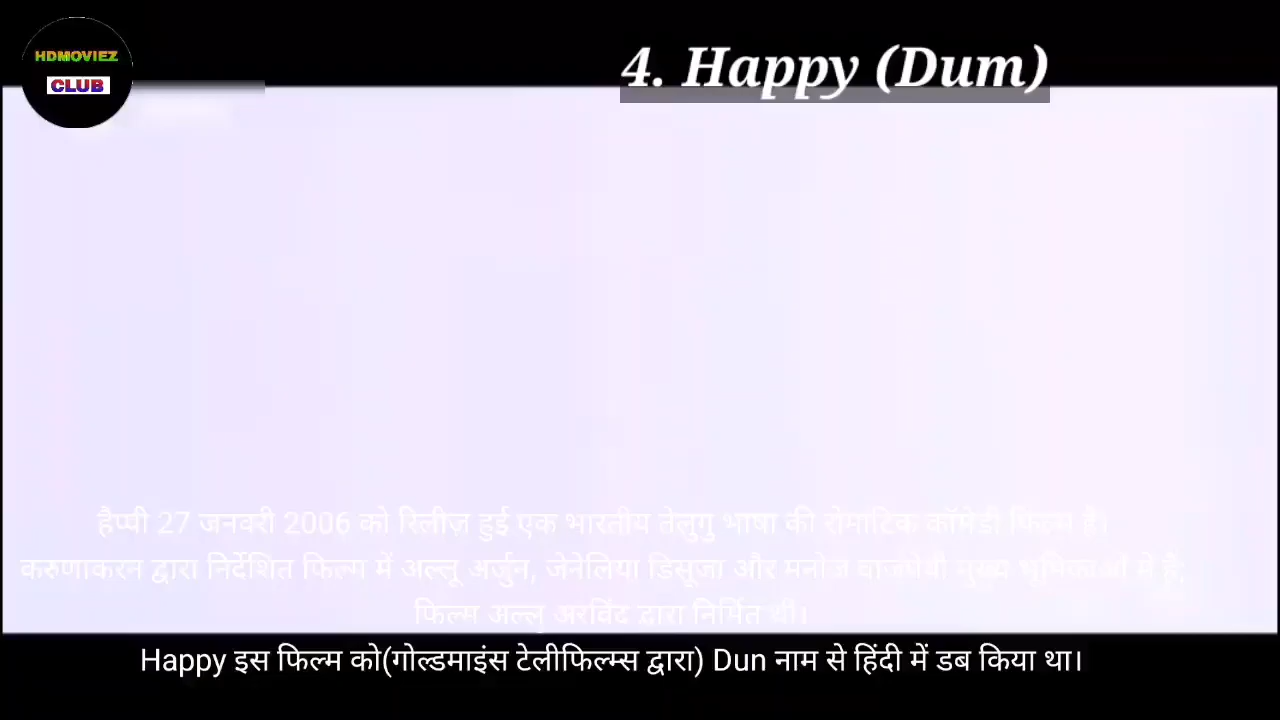 HDMOVIEZ
CLUB
4. Happy (Dum)
हैप्पी 27 जनवरी 2006 को रिलीज़ हुई एक भारतीय तेलुगु भाषा की रोमांटिक कॉमेडी फिल्म है।
करुणाकरन द्वारा निर्देशित फिल्म में अल्लू अर्जुन, जेनेलिया डिसूजा और मनोज वाजपेयी मुख्य भूमिकाओं में है,
फिल्म अल्लू अरविंद द्वारा निर्मित थी।
Happy इस फिल्म को(गोल्डमाइंस टेलीफिल्म्स द्वारा) Dun नाम से हिंदी में डब किया था।